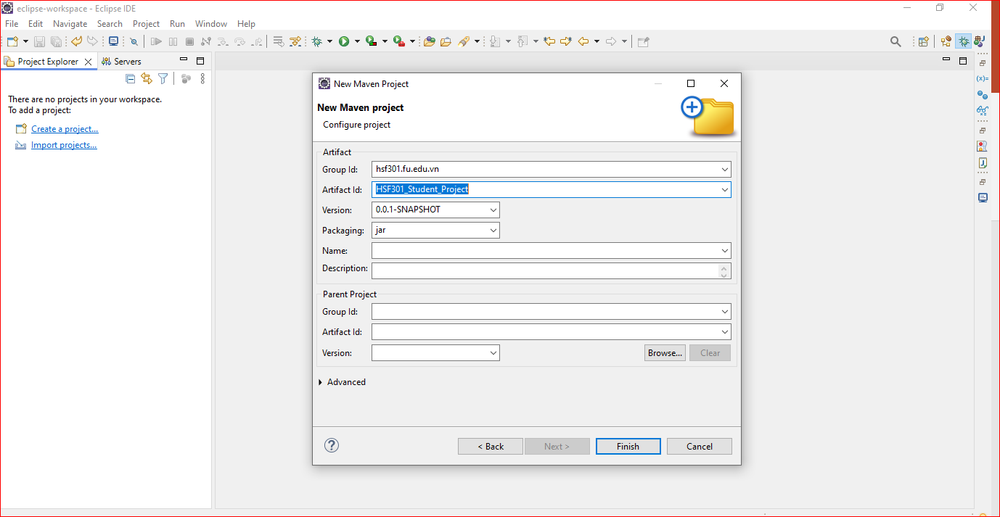 eclipse-workspace - Eclipse IDE
File Edit Navigate Search Project Run Window Help
Project Explorer Servers
There are no projects in your workspace.
To add a project:
Create a project...
Import projects...
New Maven Project
New Maven project
Configure project
Artifact
Group Id: hsf301.fu.edu.vn
Artifact Id: HSF301_Student_Project
Version: 0.0.1-SNAPSHOT
Packaging: jar
Name:
Description:
Parent Project
Group Id:
Artifact Id:
Version: Browse... Clear
Advanced
< Back Next > Finish Cancel
(x)=